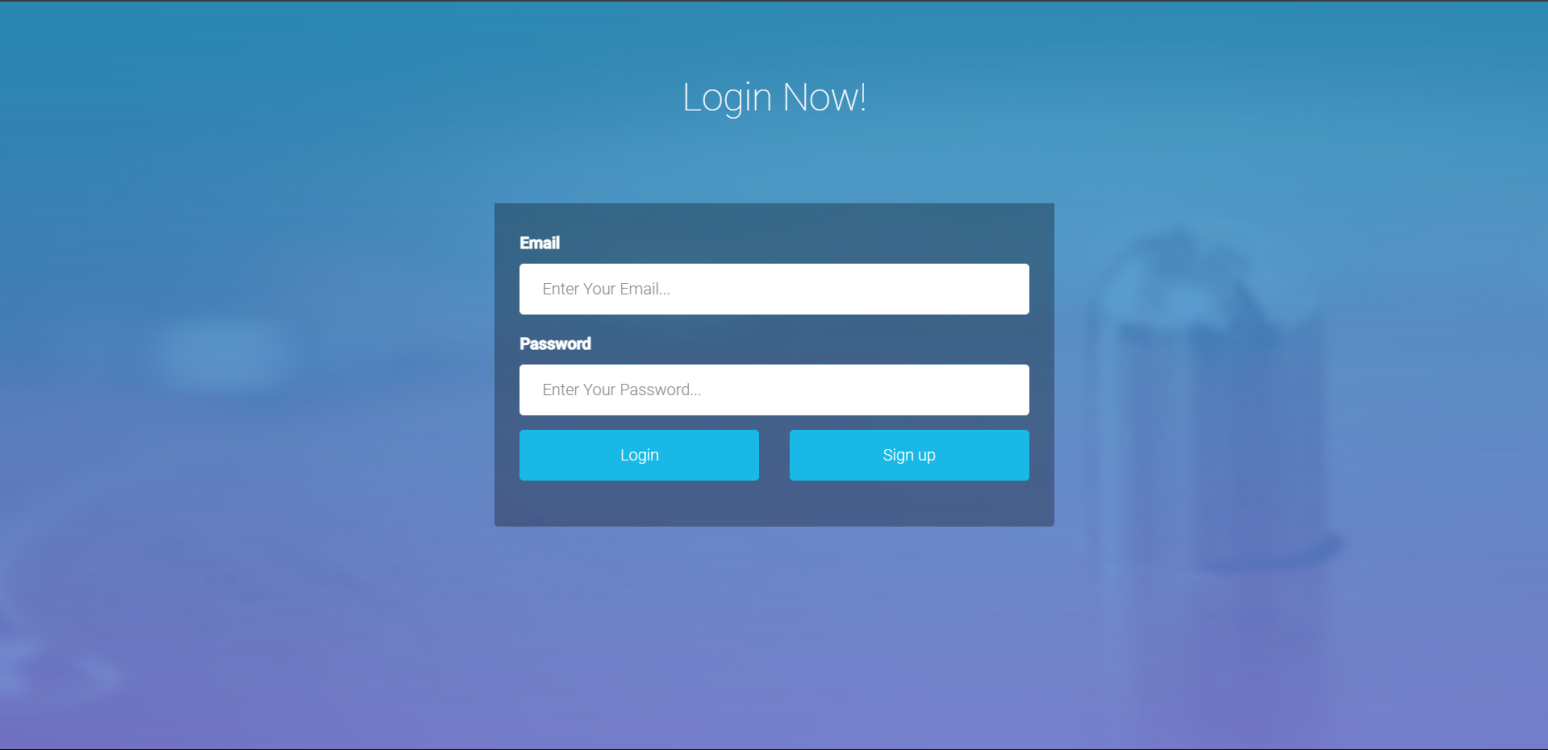 Login Now!
Email
Enter Your Email...
Password
Enter Your Password...
Login Sign up